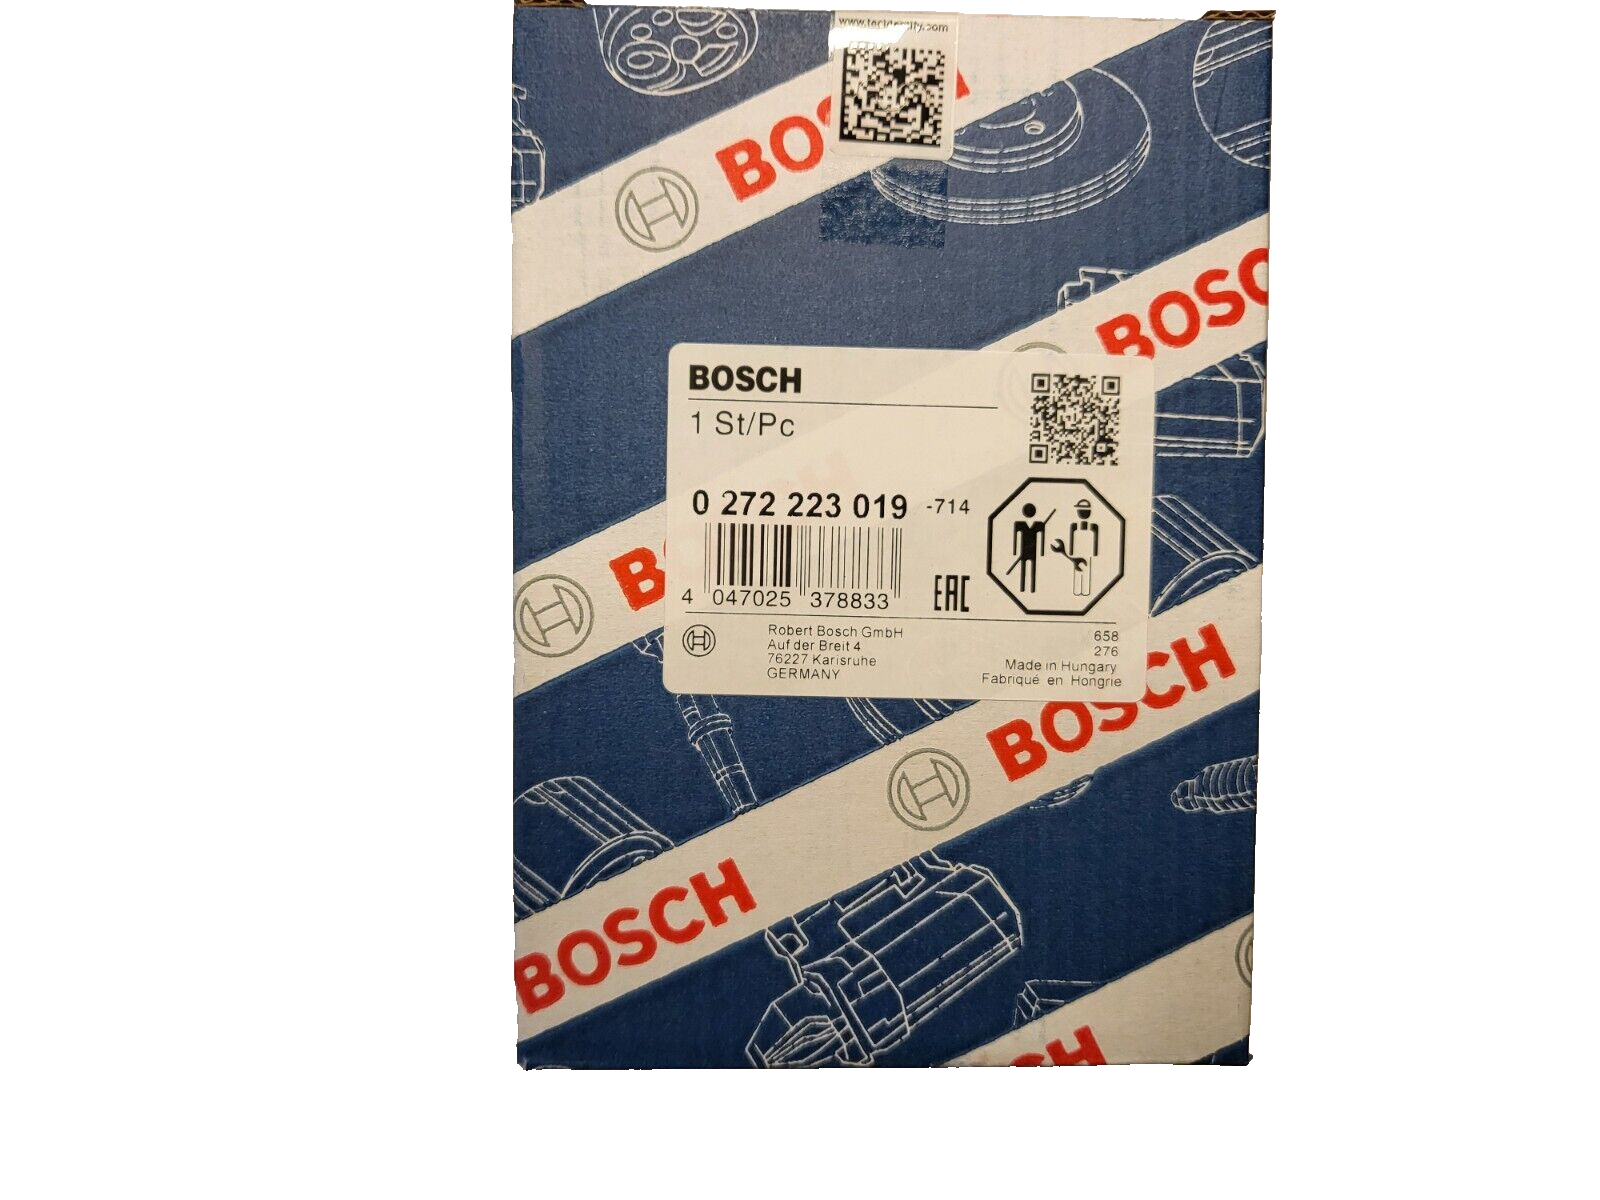 www.tecidentify.com
BOSCH
BOSCH
BOSCH
1 St/Pc
0 272 223 019 -714
4 047025 378833
EAC
Robert Bosch GmbH
Auf der Breit 4
76227 Karlsruhe
GERMANY
658
276
Made in Hungary
Fabriqué en Hongrie
BO
BOSCH
BOSCH
CH